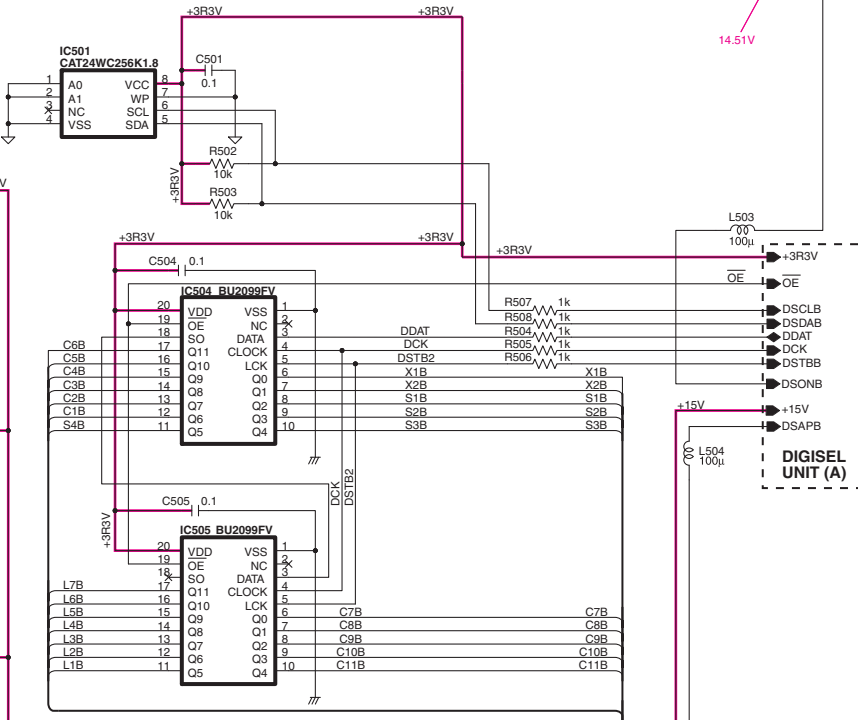 +3R3V +3R3V
14.51V
IC501
CAT24WC256K1.8
C501
0.1
1 A0 VCC 8
2 A1 WP 7
3 NC SCL 6
4 VSS SDA 5
R502
10k
+3R3V
R503
10k
V
L503
100µ
+3R3V +3R3V +3R3V
+3R3V
C504 0.1
OE
OE
IC504 BU2099FV
20 VDD VSS 1
19 OE NC 2
18 SO DATA 3
17 Q11 CLOCK 4
16 Q10 LCK 5
15 Q9 Q0 6
14 Q8 Q1 7
13 Q7 Q2 8
12 Q6 Q3 9
11 Q5 Q4 10
C6B
C5B
C4B
C3B
C2B
C1B
S4B
DDAT
DCK
DSTB2
X1B X1B
X2B X2B
S1B S1B
S2B S2B
S3B S3B
R507 1k
R508 1k
R504 1k
R505 1k
R506 1k
DSCLB
DSDAB
DDAT
DCK
DSTBB
DSONB
+15V
+15V
DSAPB
L504
100µ
DIGISEL
UNIT (A)
DCK
DSTB2
C505 0.1
+3R3V
IC505 BU2099FV
20 VDD VSS 1
19 OE NC 2
18 SO DATA 3
17 Q11 CLOCK 4
16 Q10 LCK 5
15 Q9 Q0 6
14 Q8 Q1 7
13 Q7 Q2 8
12 Q6 Q3 9
11 Q5 Q4 10
L7B
L6B
L5B
L4B
L3B
L2B
L1B
C7B C7B
C8B C8B
C9B C9B
C10B C10B
C11B C11B